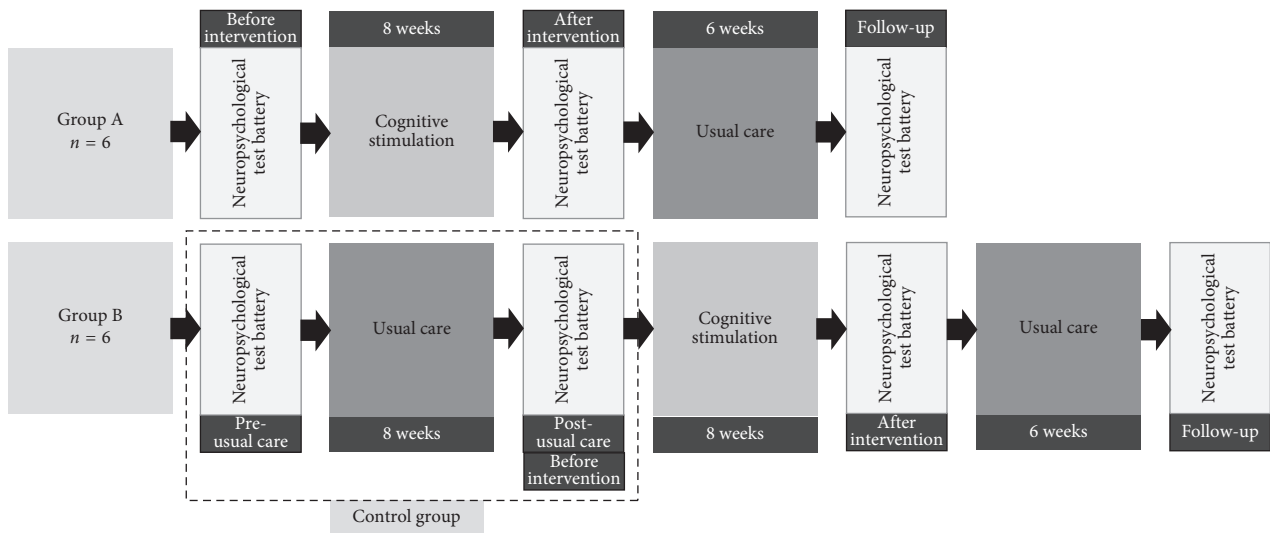 Before
intervention
8 weeks
After
intervention
6 weeks
Follow-up
Group A
n = 6
Neuropsychological
test battery
Cognitive
stimulation
Neuropsychological
test battery
Usual care
Neuropsychological
test battery
Group B
n = 6
Neuropsychological
test battery
Usual care
Neuropsychological
test battery
Cognitive
stimulation
Neuropsychological
test battery
Usual care
Neuropsychological
test battery
Pre-
usual care
8 weeks
Post-
usual care
Before
intervention
8 weeks
After
intervention
6 weeks
Follow-up
Control group